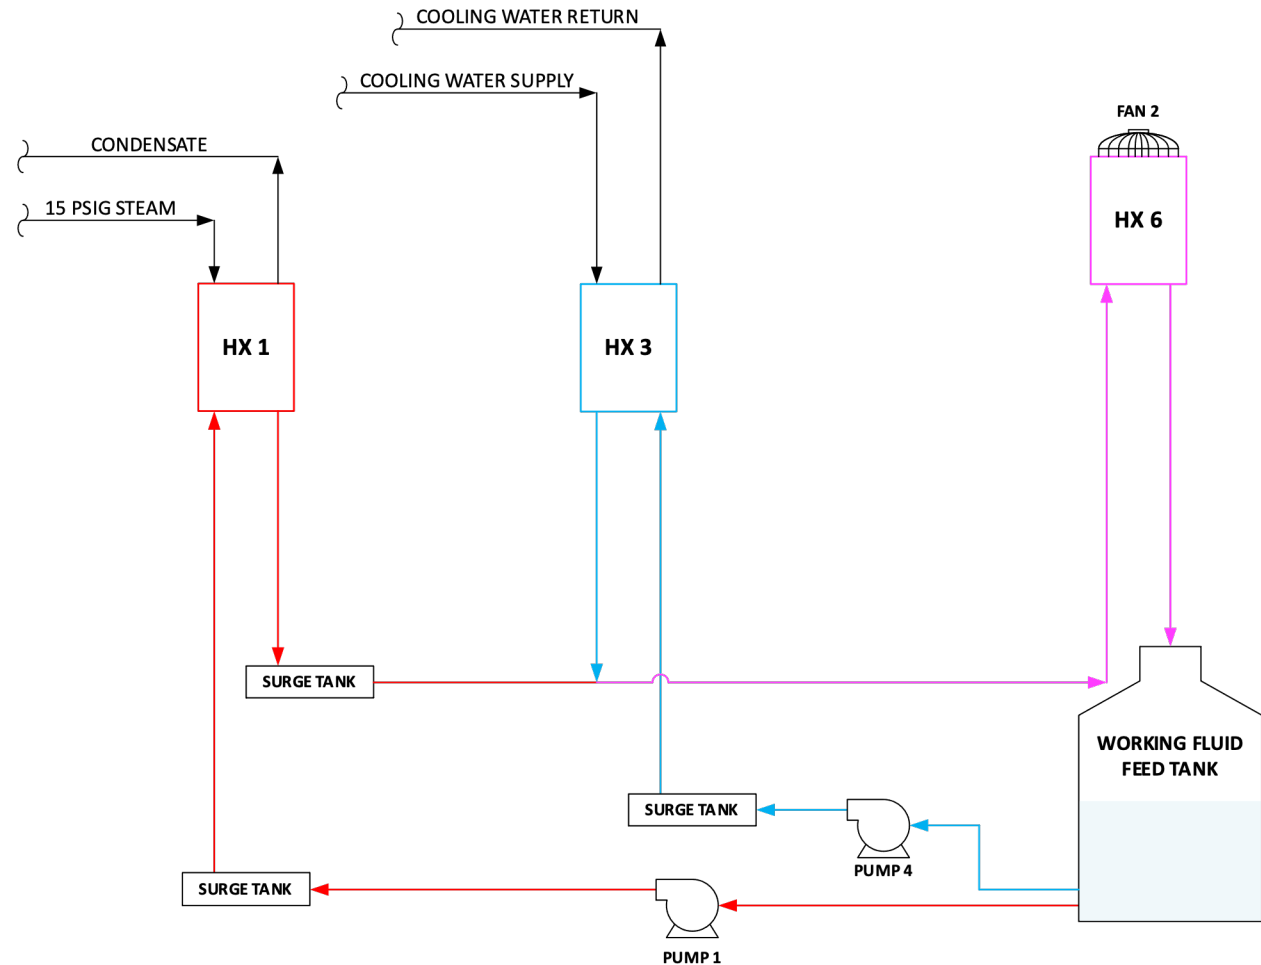 COOLING WATER RETURN
COOLING WATER SUPPLY
FAN 2
CONDENSATE
15 PSIG STEAM
HX 6
HX 1
HX 3
SURGE TANK
WORKING FLUID
FEED TANK
SURGE TANK
PUMP 4
SURGE TANK
PUMP 1